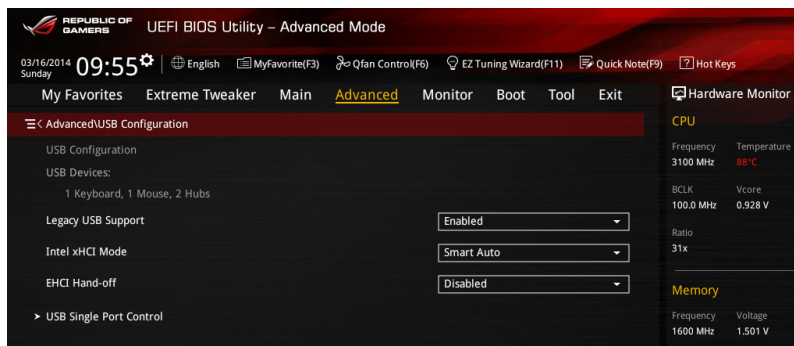 REPUBLIC OF
GAMERS
UEFI BIOS Utility – Advanced Mode
03/16/2014
Sunday
09:55
English
MyFavorite(F3)
Qfan Control(F6)
EZ Tuning Wizard(F11)
Quick Note(F9)
? Hot Keys
My Favorites Extreme Tweaker Main Advanced Monitor Boot Tool Exit
Hardware Monitor
Advanced\USB Configuration
USB Configuration
USB Devices:
1 Keyboard, 1 Mouse, 2 Hubs
Legacy USB Support Enabled
Intel xHCI Mode Smart Auto
EHCI Hand-off Disabled
> USB Single Port Control
CPU
Frequency Temperature
3100 MHz 88°C
BCLK Vcore
100.0 MHz 0.928 V
Ratio
31x
Memory
Frequency Voltage
1600 MHz 1.501 V